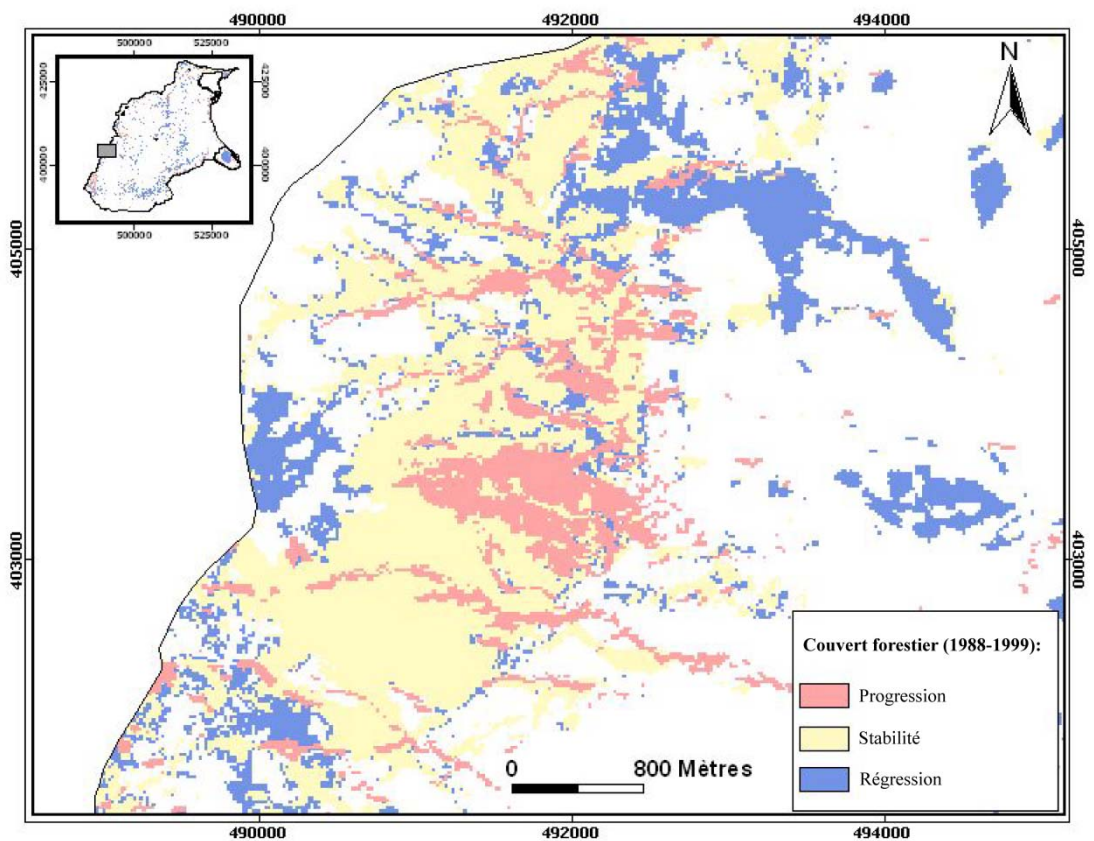 490000 492000 494000
500000 525000
425000 425000
400000 400000
500000 525000
N
405000 405000
403000 403000
Couvert forestier (1988-1999):
Progression
Stabilité
Régression
0 800 Mètres
490000 492000 494000